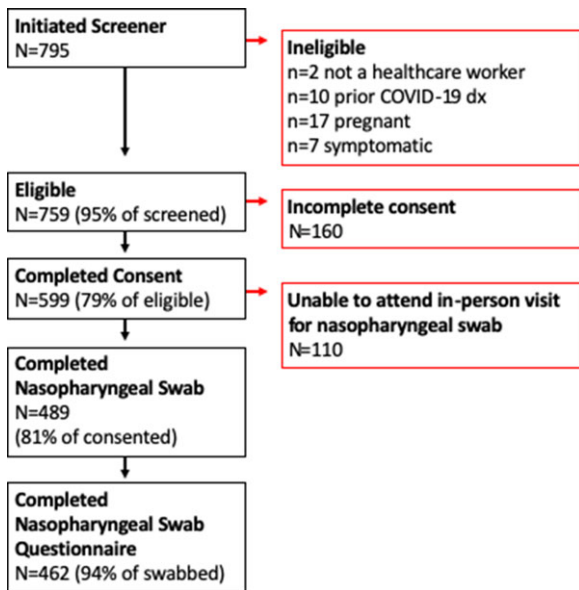 Initiated Screener
N=795
Ineligible
n=2 not a healthcare worker
n=10 prior COVID-19 dx
n=17 pregnant
n=7 symptomatic
Eligible
N=759 (95% of screened)
Incomplete consent
N=160
Completed Consent
N=599 (79% of eligible)
Unable to attend in-person visit
for nasopharyngeal swab
N=110
Completed
Nasopharyngeal Swab
N=489
(81% of consented)
Completed
Nasopharyngeal Swab
Questionnaire
N=462 (94% of swabbed)